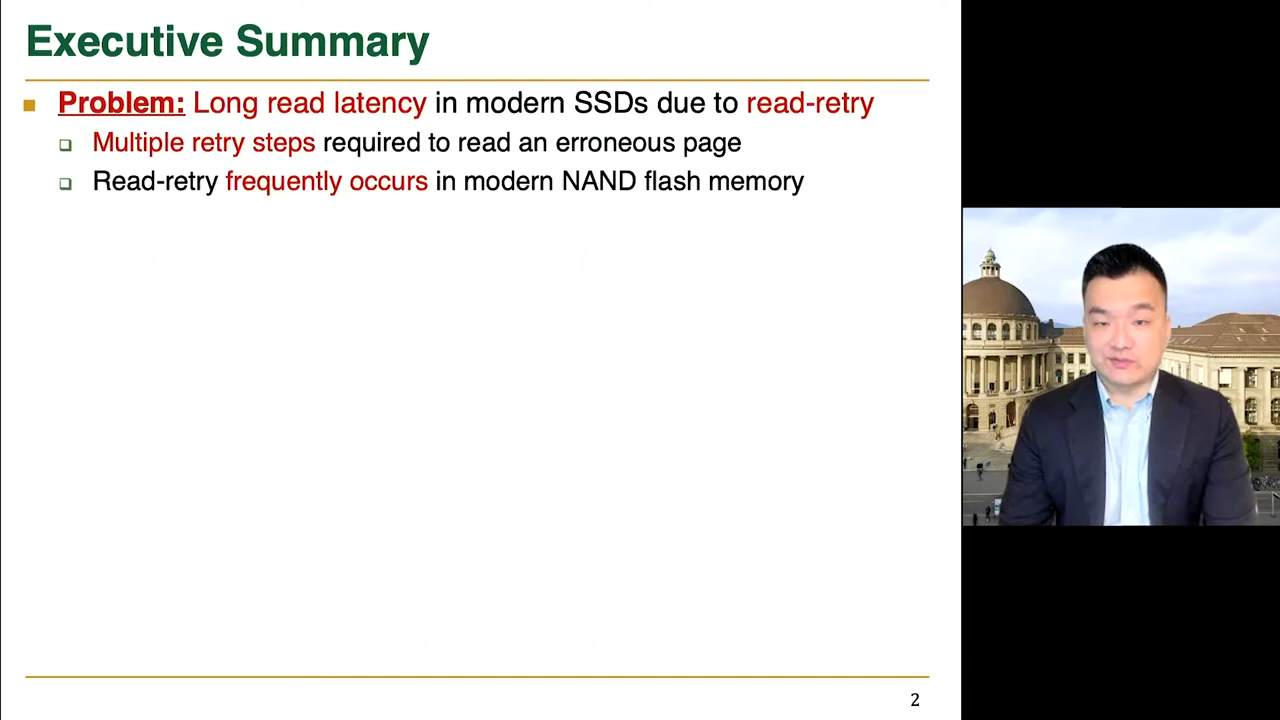 Executive Summary
Problem: Long read latency in modern SSDs due to read-retry
Multiple retry steps required to read an erroneous page
Read-retry frequently occurs in modern NAND flash memory
2